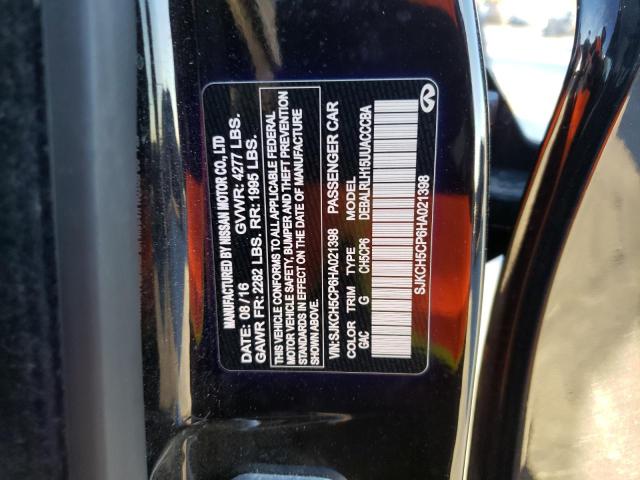 MANUFACTURED BY NISSAN MOTOR CO., LTD
DATE: 08 / 16 GVWR: 4277 LBS.
GAWR FR: 2282 LBS. RR: 1995 LBS.
THIS VEHICLE CONFORMS TO ALL APPLICABLE FEDERAL
MOTOR VEHICLE SAFETY, BUMPER AND THEFT PREVENTION
STANDARDS IN EFFECT ON THE DATE OF MANUFACTURE
SHOWN ABOVE.
VIN:SJKCH5CP6HA021398 PASSENGER CAR
COLOR TRIM TYPE
GAC G CH5CP6 DEBALRLH15UUACCCBA
SJKCH5CP6HA021398